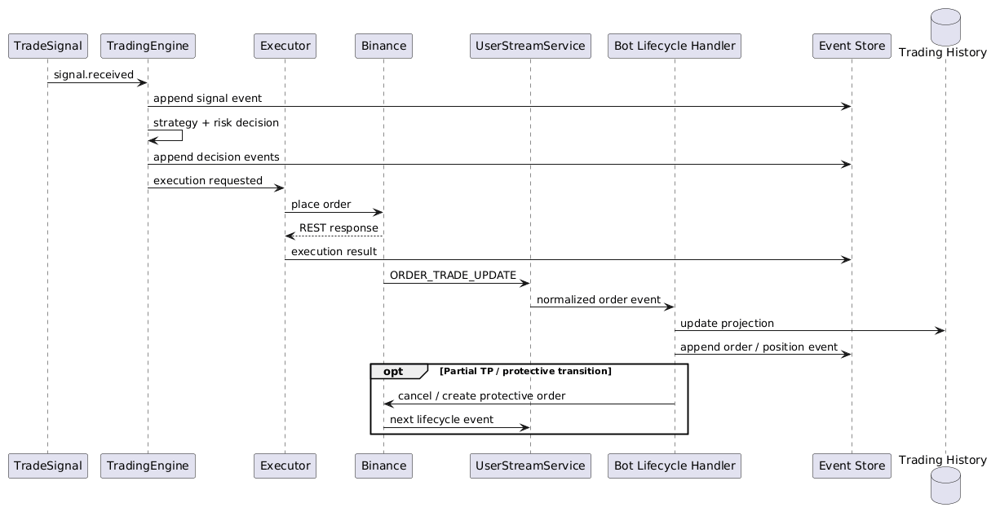 Trading History
TradeSignal
TradingEngine
Executor
Binance
UserStreamService
Bot Lifecycle Handler
Event Store
signal.received
append signal event
strategy + risk decision
append decision events
execution requested
place order
REST response
execution result
ORDER_TRADE_UPDATE
normalized order event
update projection
append order / position event
opt
[Partial TP / protective transition]
cancel / create protective order
next lifecycle event
Trading History
TradeSignal
TradingEngine
Executor
Binance
UserStreamService
Bot Lifecycle Handler
Event Store